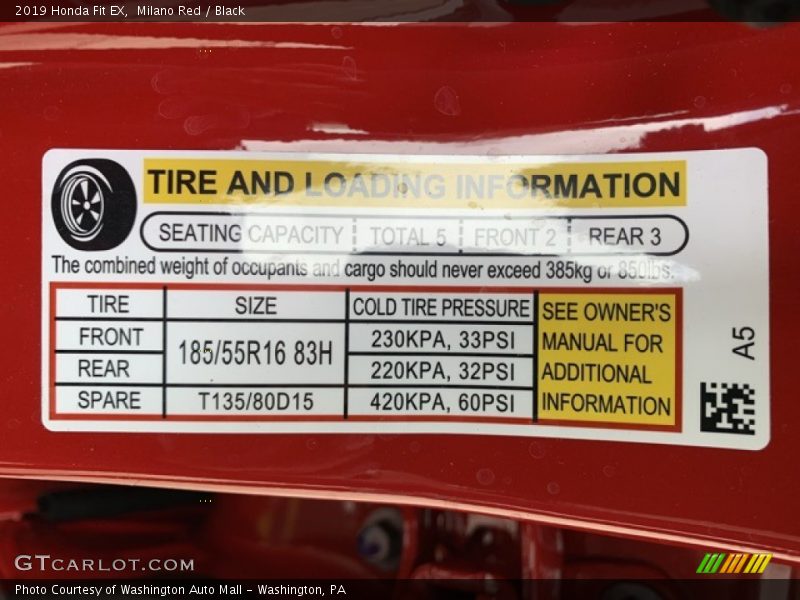 2019 Honda Fit EX, Milano Red / Black
TIRE AND LOADING INFORMATION
SEATING CAPACITY TOTAL 5 FRONT 2 REAR 3
The combined weight of occupants and cargo should never exceed 385kg or 850lbs.
TIRE SIZE COLD TIRE PRESSURE
FRONT 185/55R16 83H 230KPA, 33PSI
REAR 220KPA, 32PSI
SPARE T135/80D15 420KPA, 60PSI
SEE OWNER'S
MANUAL FOR
ADDITIONAL
INFORMATION
A5
GTCARLOT.COM
Photo Courtesy of Washington Auto Mall - Washington, PA